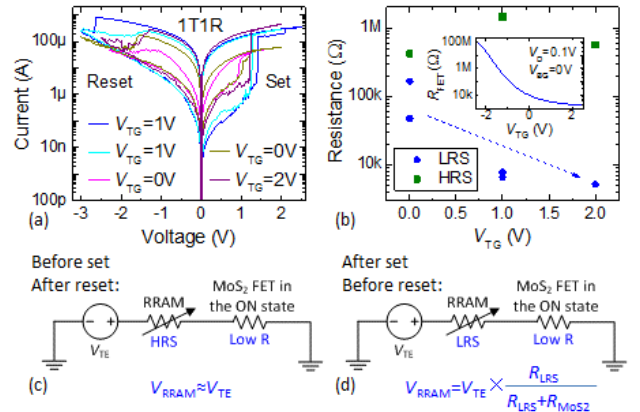 1T1R
Reset
Set
100µ
1µ
10n
100p
Current (A)
V_TG=1V
V_TG=1V
V_TG=0V
V_TG=0V
V_TG=2V
-3 -2 -1 0 1 2 3
Voltage (V)
(a)
1M
100k
10k
Resistance (Ω)
100M
1M
10k
R_FET (Ω)
V_D=0.1V
V_BG=0V
-2 0 2
V_TG (V)
LRS
HRS
0.0 0.5 1.0 1.5 2.0
V_TG (V)
(b)
Before set
After reset:
RRAM
MoS₂ FET in
the ON state
V_TE
HRS
Low R
(c)
V_RRAM≈V_TE
After set
Before reset:
RRAM
MoS₂ FET in
the ON state
V_TE
LRS
Low R
(d)
V_RRAM=V_TE × R_LRS
R_LRS+R_MoS2